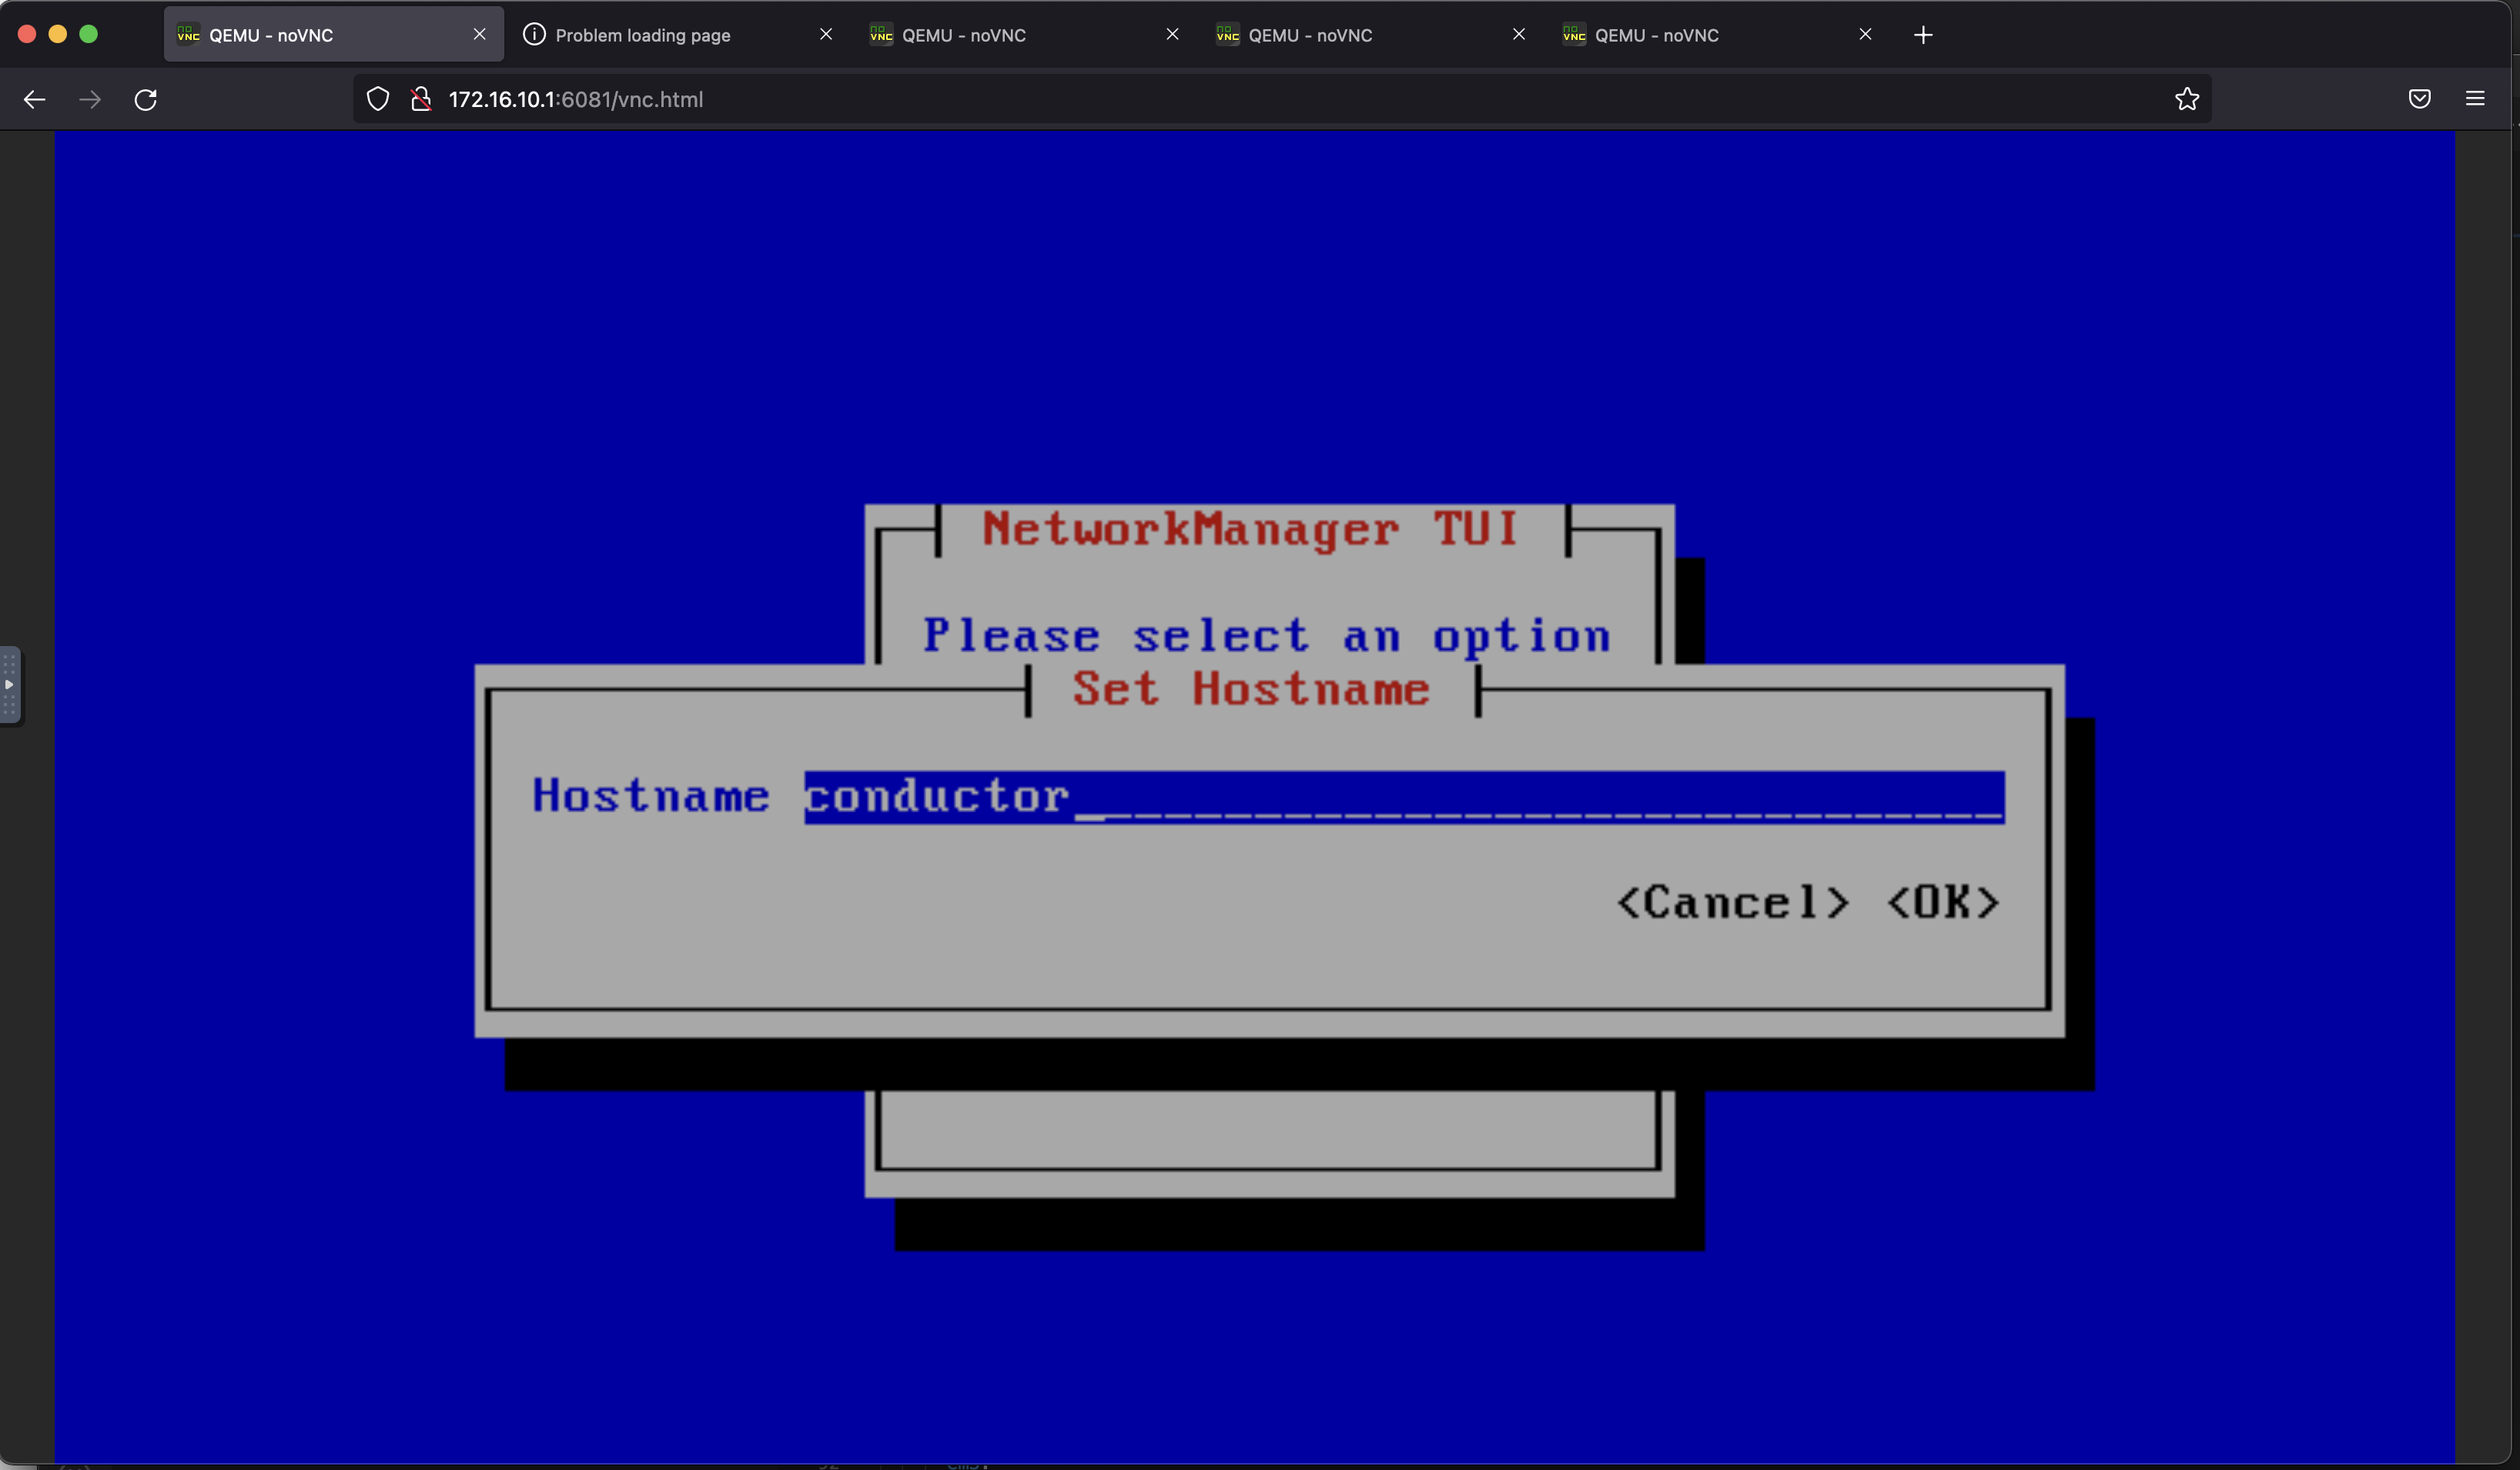 QEMU - noVNC
Problem loading page
QEMU - noVNC
QEMU - noVNC
QEMU - noVNC
172.16.10.1:6081/vnc.html
NetworkManager TUI
Please select an option
Set Hostname
Hostname conductor
<Cancel> <OK>